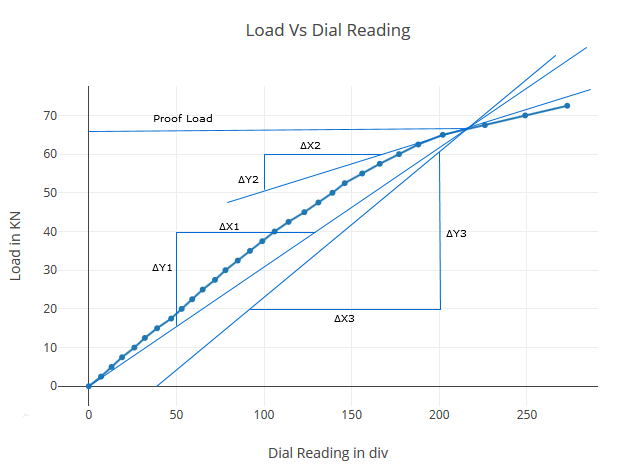 Load Vs Dial Reading
Load in KN
70
60
50
40
30
20
10
0
Proof Load
ΔX2
ΔY2
ΔX1
ΔY1
ΔY3
ΔX3
0 50 100 150 200 250
Dial Reading in div